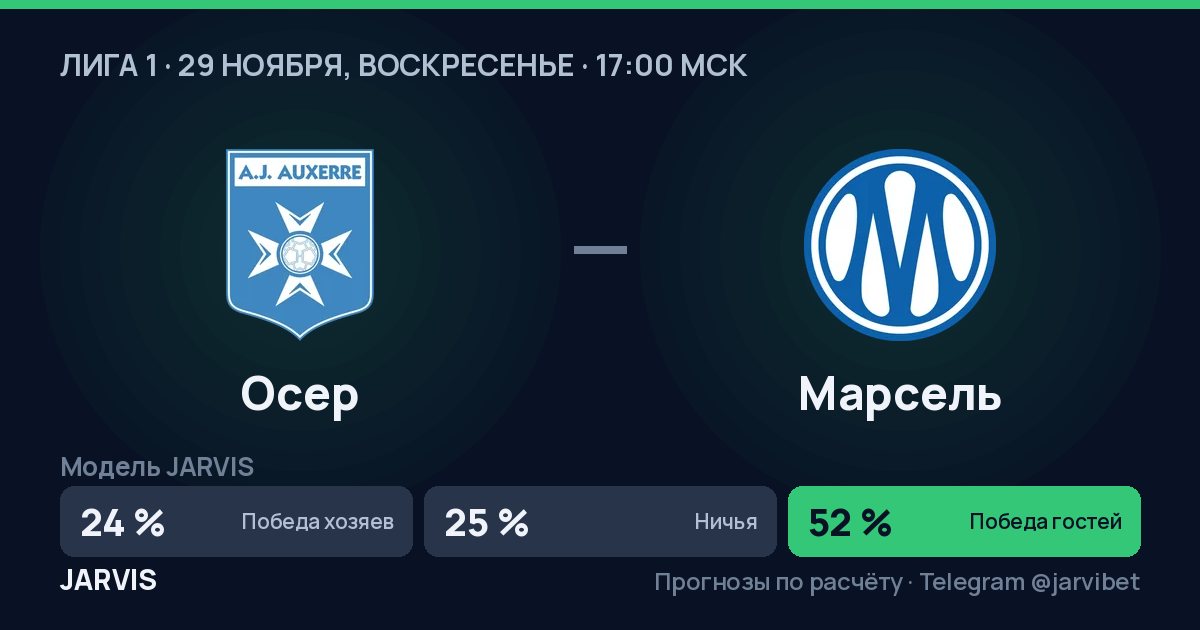 ЛИГА 1 · 29 НОЯБРЯ, ВОСКРЕСЕНЬЕ · 17:00 МСК
A.J. AUXERRE
M
Осер
Марсель
Модель JARVIS
24 % Победа хозяев
25 % Ничья
52 % Победа гостей
JARVIS
Прогнозы по расчёту · Telegram @jarvibet